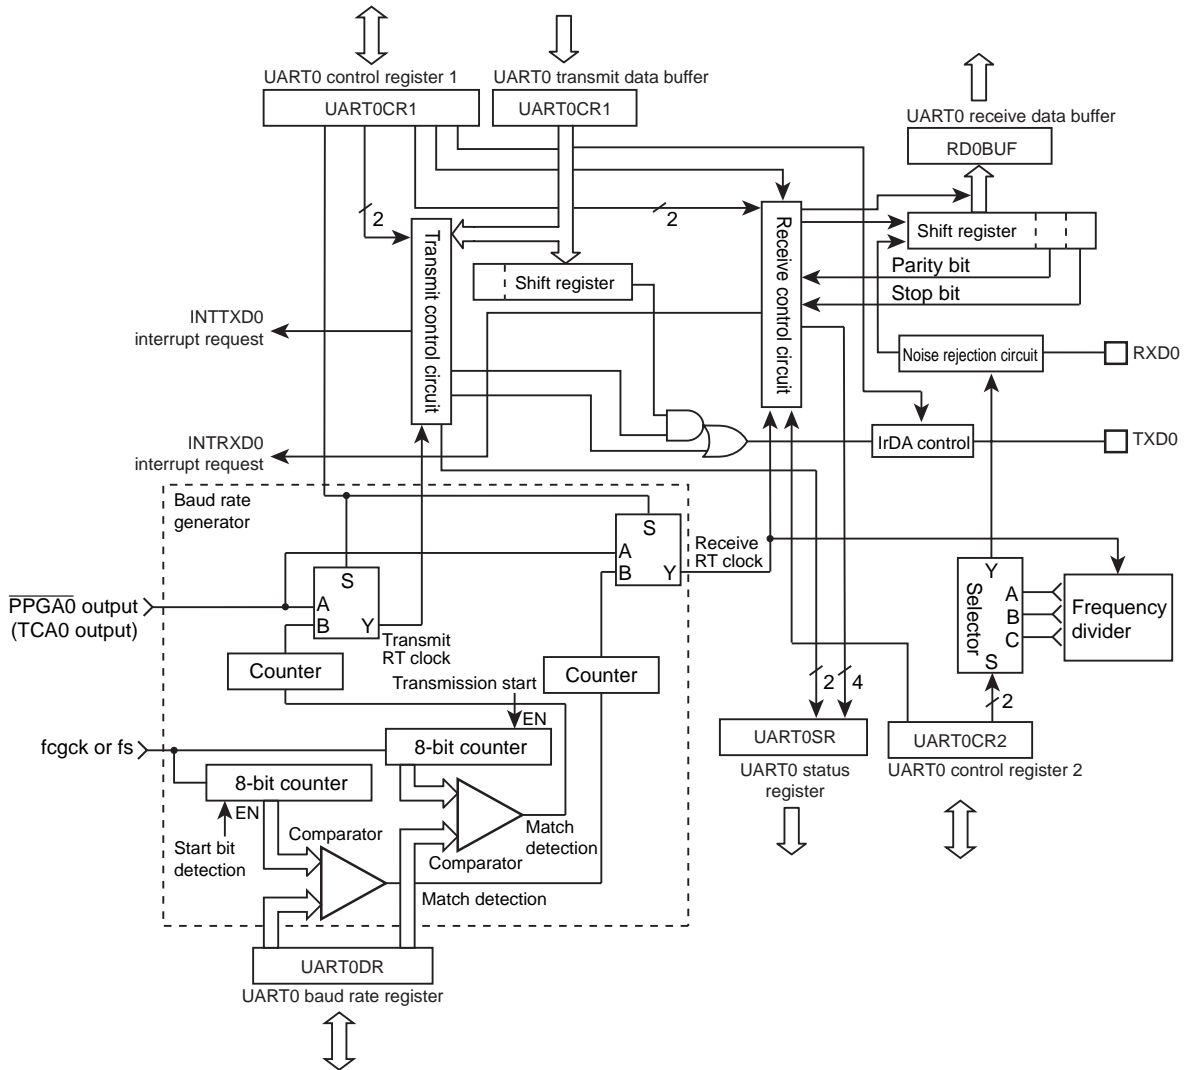 UART0 control register 1
UART0CR1
UART0 transmit data buffer
UART0CR1
UART0 receive data buffer
RD0BUF
2
2
Transmit control circuit
Receive control circuit
Shift register
Shift register
Parity bit
Stop bit
INTTXD0
interrupt request
Noise rejection circuit
RXD0
INTRXD0
interrupt request
IrDA control
TXD0
Baud rate
generator
S
A
B
Y
Receive
RT clock
S
A
B
Y
Transmit
RT clock
PPGA0 output
(TCA0 output)
Y
A
B
C
S
Selector
Frequency
divider
Counter
Counter
Transmission start
EN
2
4
2
fcgck or fs
8-bit counter
8-bit counter
EN
Start bit
detection
Comparator
Comparator
Match
detection
Match detection
UART0SR
UART0 status
register
UART0CR2
UART0 control register 2
UART0DR
UART0 baud rate register